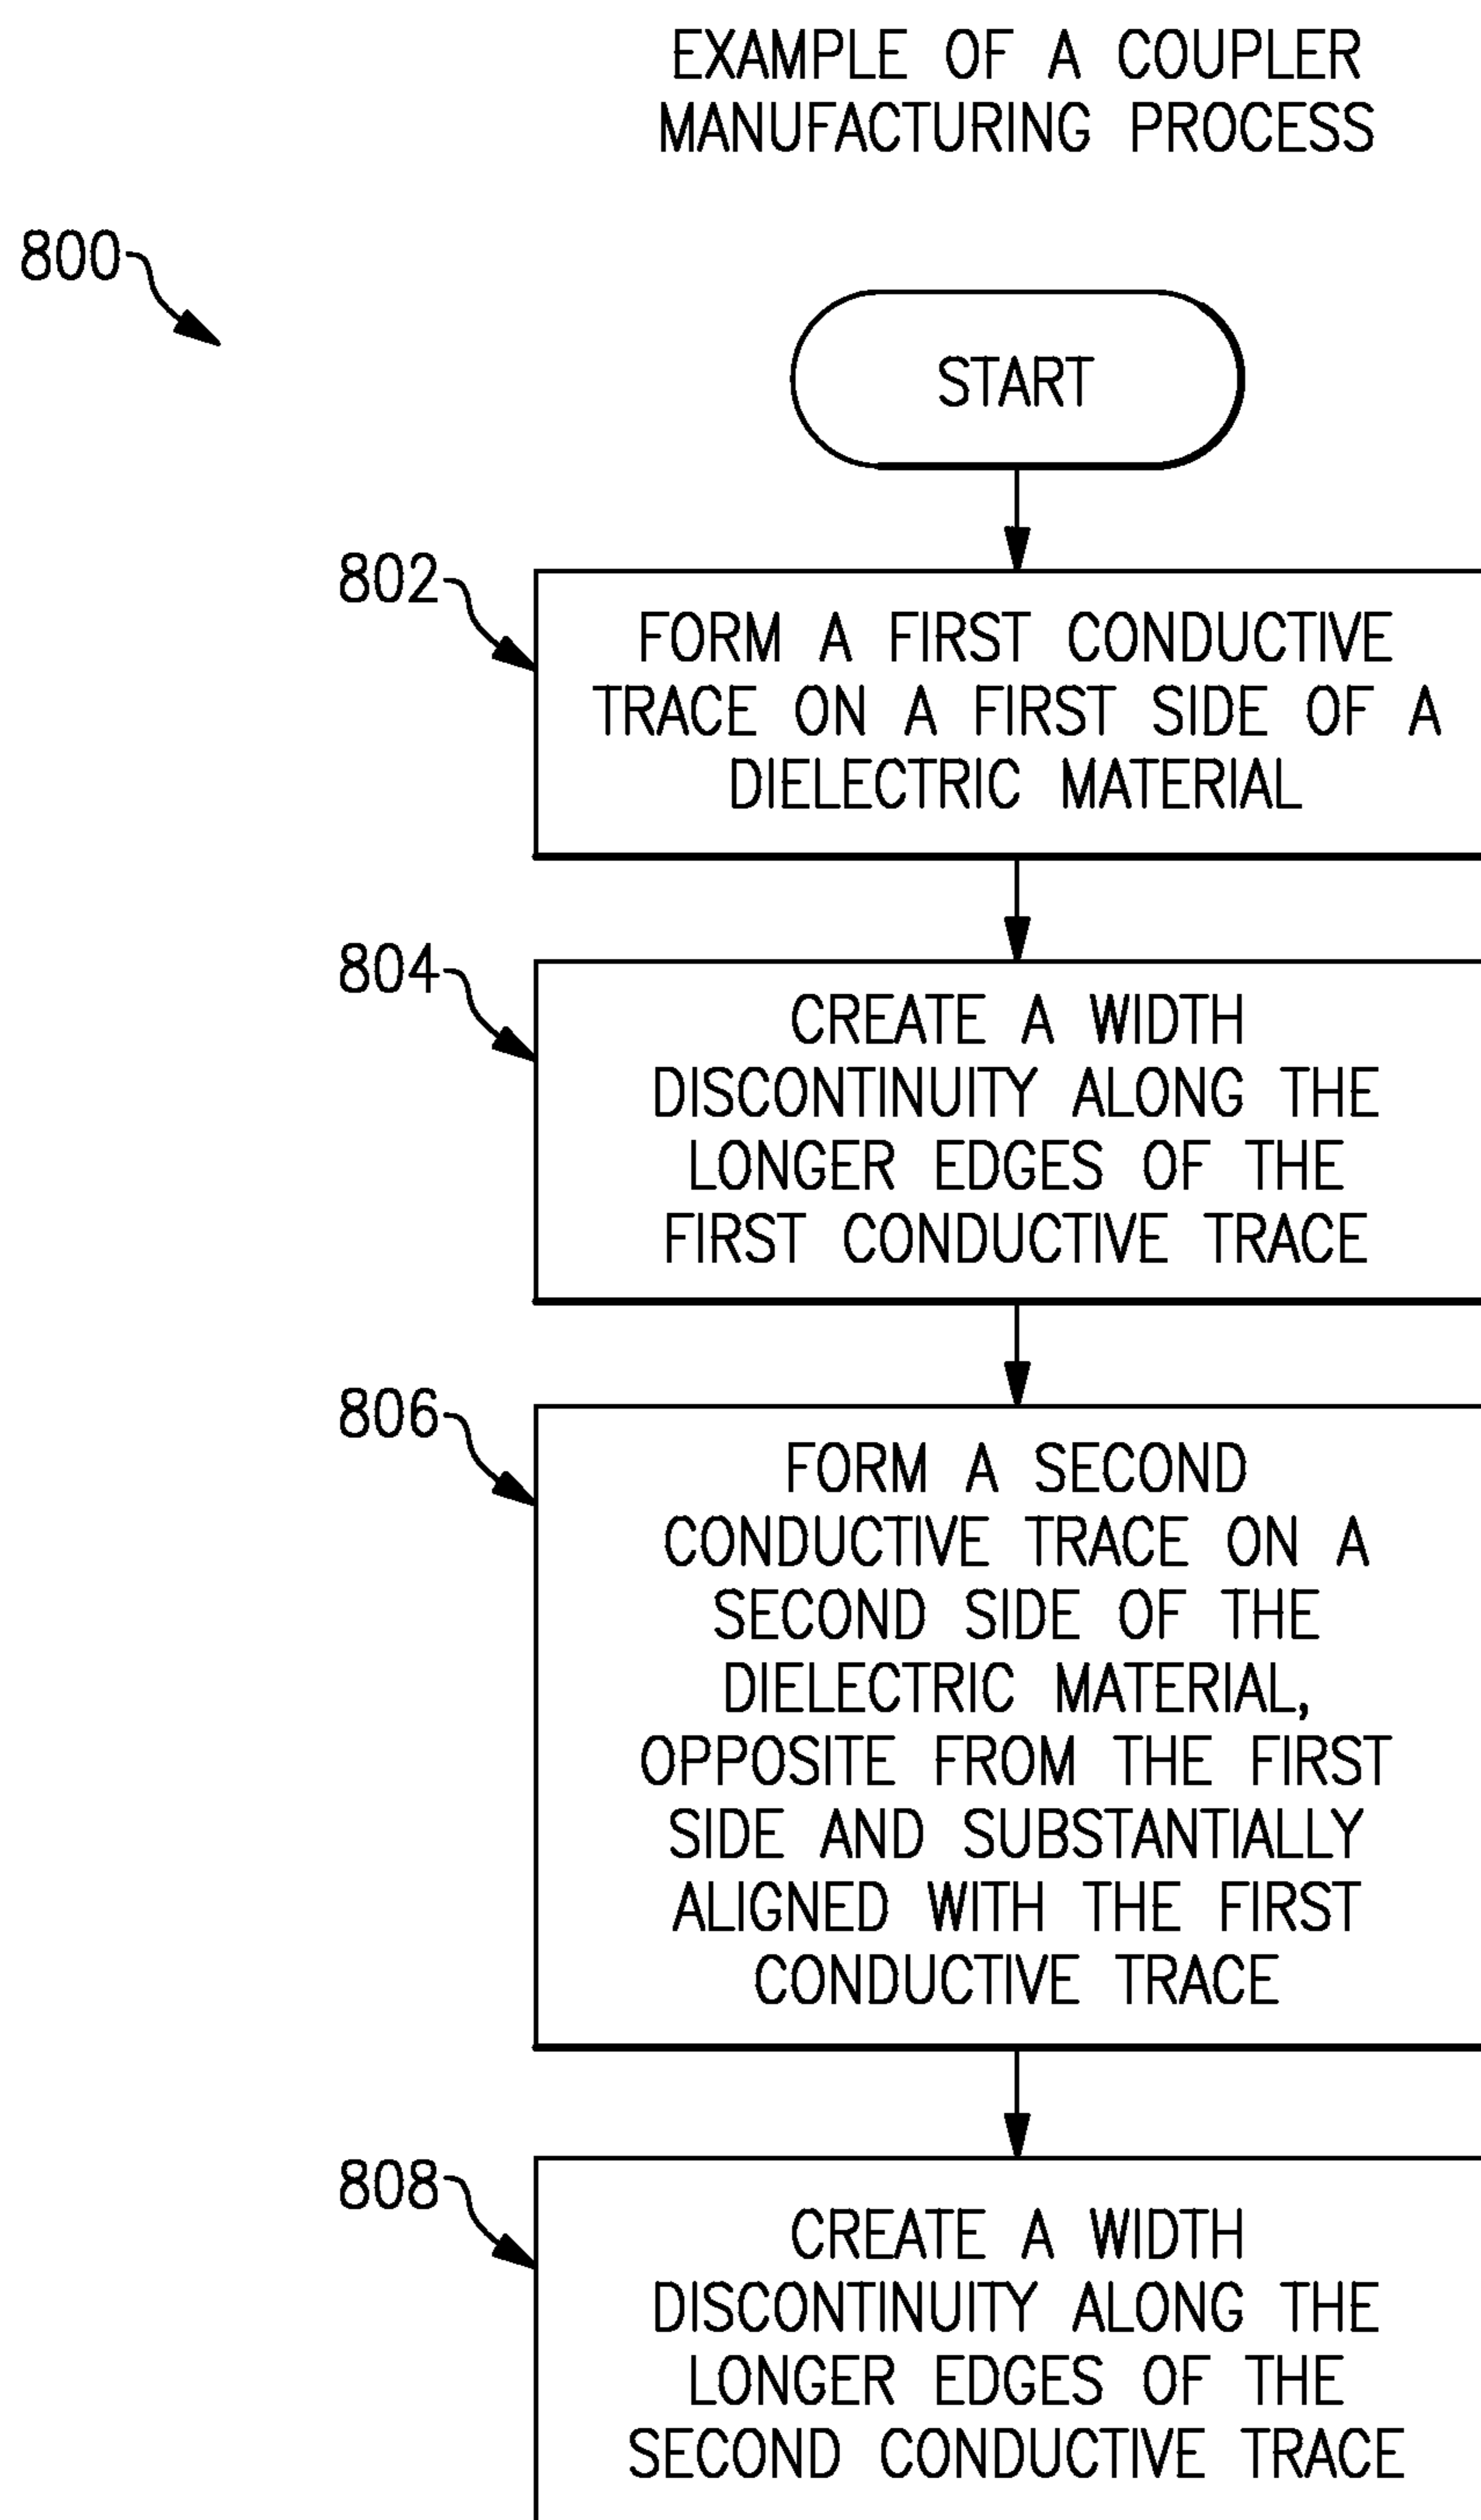 EXAMPLE OF A COUPLER
MANUFACTURING PROCESS
800
START
802
FORM A FIRST CONDUCTIVE
TRACE ON A FIRST SIDE OF A
DIELECTRIC MATERIAL
804
CREATE A WIDTH
DISCONTINUITY ALONG THE
LONGER EDGES OF THE
FIRST CONDUCTIVE TRACE
806
FORM A SECOND
CONDUCTIVE TRACE ON A
SECOND SIDE OF THE
DIELECTRIC MATERIAL,
OPPOSITE FROM THE FIRST
SIDE AND SUBSTANTIALLY
ALIGNED WITH THE FIRST
CONDUCTIVE TRACE
808
CREATE A WIDTH
DISCONTINUITY ALONG THE
LONGER EDGES OF THE
SECOND CONDUCTIVE TRACE